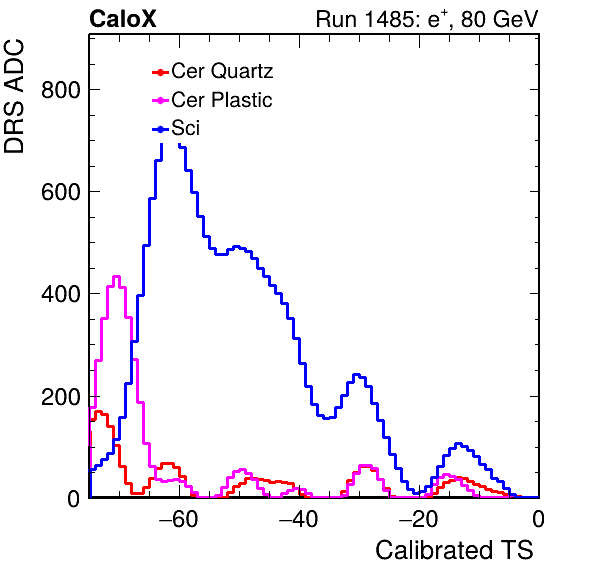 CaloX Run 1485: e⁺, 80 GeV
DRS ADC
Cer Quartz
Cer Plastic
Sci
800
600
400
200
0
−60 −40 −20 0
Calibrated TS